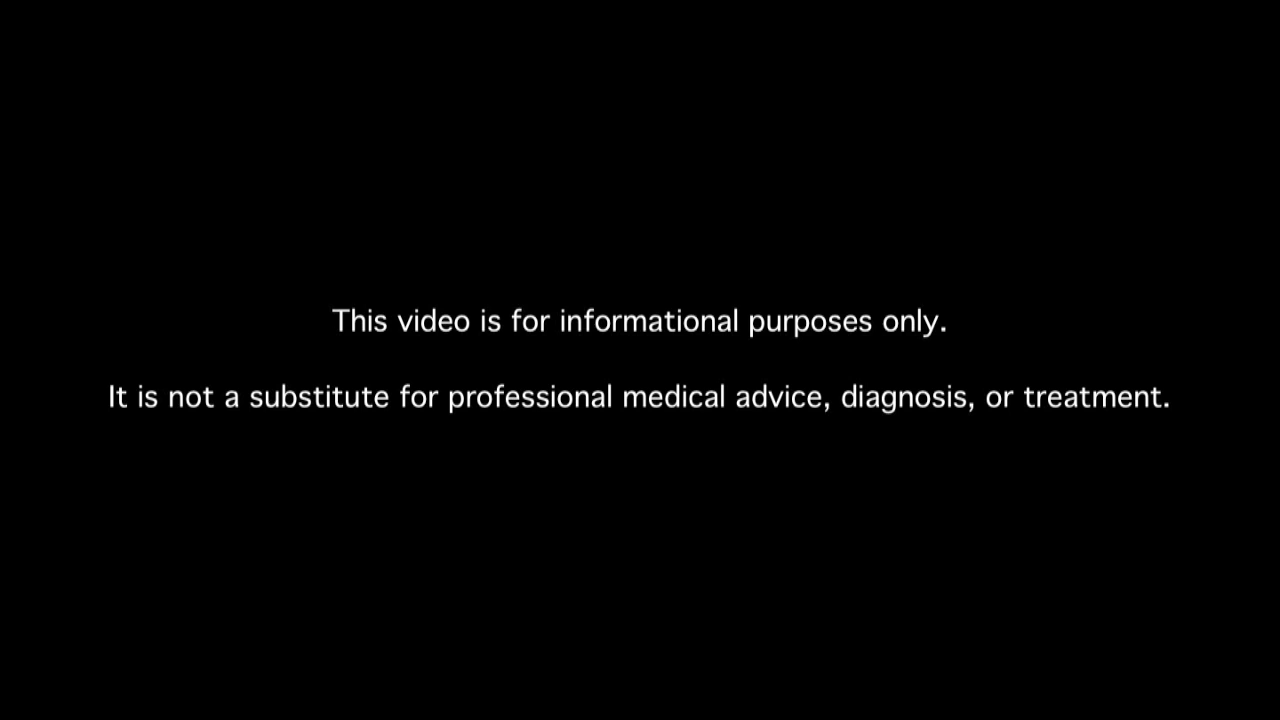 This video is for informational purposes only.
It is not a substitute for professional medical advice, diagnosis, or treatment.